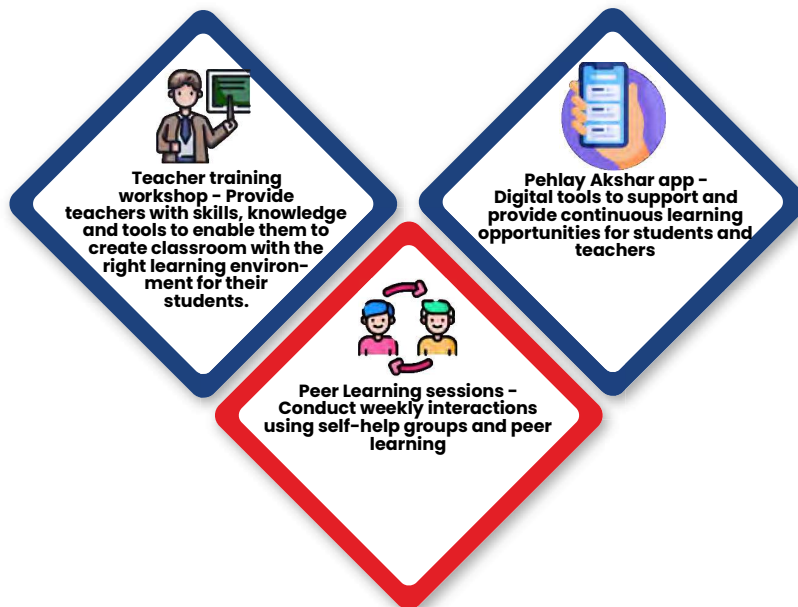 Teacher training
workshop – Provide
teachers with skills, knowledge
and tools to enable them to
create classroom with the
right learning environ-
ment for their
students.
Pehlay Akshar app –
Digital tools to support and
provide continuous learning
opportunities for students and
teachers
Peer Learning sessions –
Conduct weekly interactions
using self-help groups and peer
learning